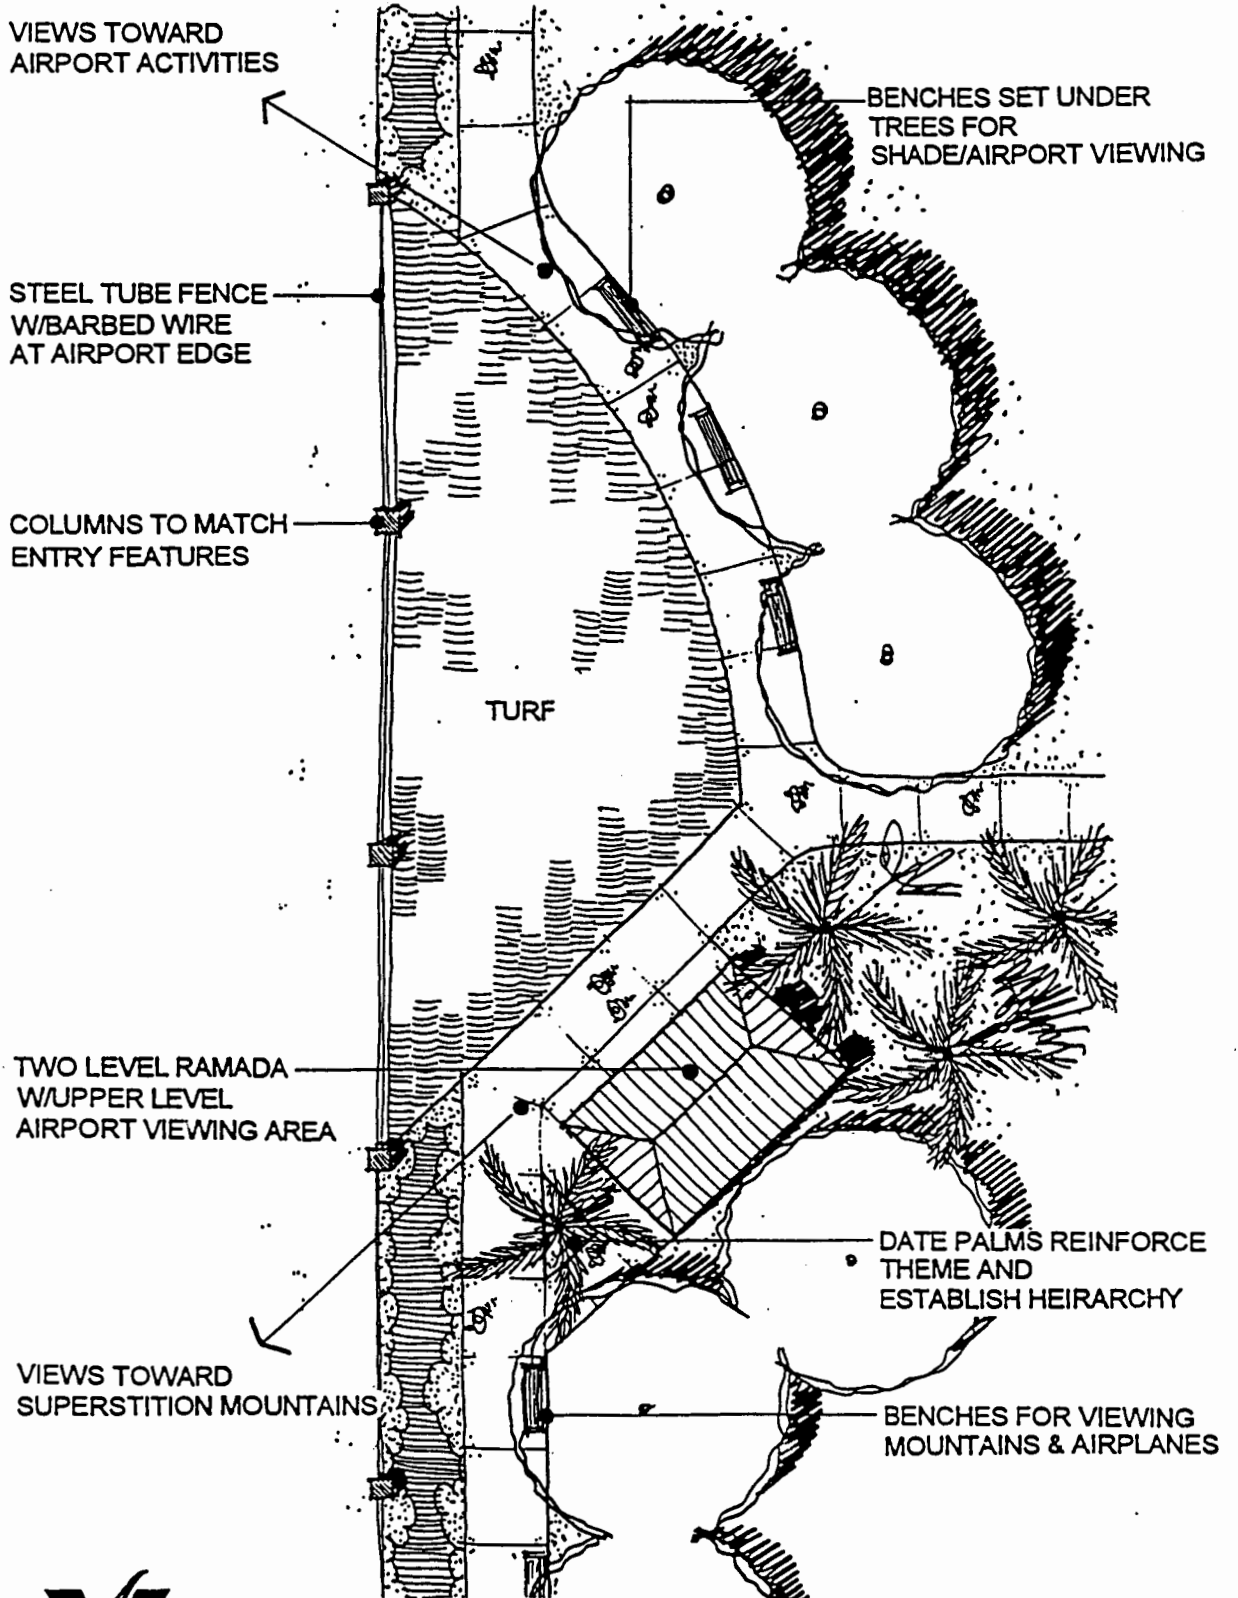 VIEWS TOWARD
AIRPORT ACTIVITIES
BENCHES SET UNDER
TREES FOR
SHADE/AIRPORT VIEWING
STEEL TUBE FENCE
W/BARBED WIRE
AT AIRPORT EDGE
COLUMNS TO MATCH
ENTRY FEATURES
TURF
TWO LEVEL RAMADA
W/UPPER LEVEL
AIRPORT VIEWING AREA
DATE PALMS REINFORCE
THEME AND
ESTABLISH HEIRARCHY
VIEWS TOWARD
SUPERSTITION MOUNTAINS
BENCHES FOR VIEWING
MOUNTAINS & AIRPLANES